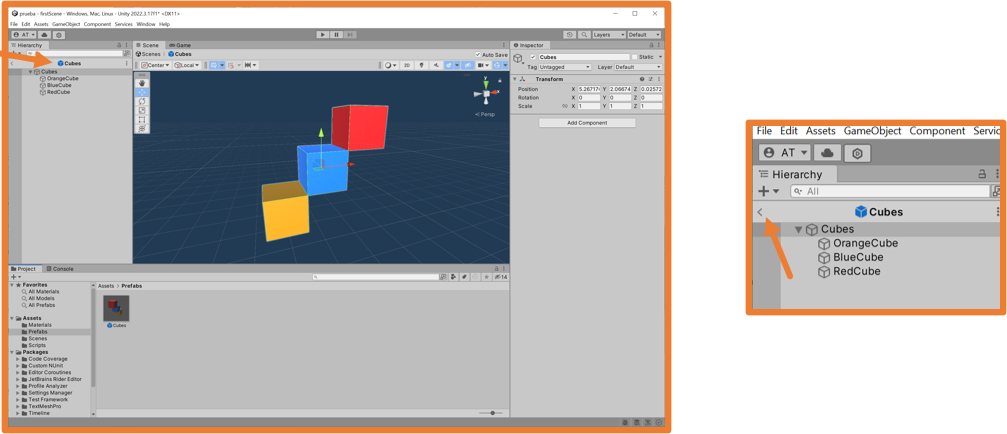 prueba - firstScene - Windows, Mac, Linux - Unity 2022.3.17f1* <DX11>
File Edit Assets GameObject Component Services Window Help
AT Layers Default
Hierarchy
All
Cubes
Cubes
OrangeCube
BlueCube
RedCube
Scene Game
Scenes Cubes Auto Save
Center Local 2D
y
x
< Persp
Inspector
Cubes Static
Tag Untagged Layer Default
Transform
Position X 5.26717 Y 2.06674 Z 0.02572
Rotation X 0 Y 0 Z 0
Scale X 1 Y 1 Z 1
Add Component
Project Console
14
Favorites
All Materials
All Models
All Prefabs
Assets
Materials
Prefabs
Scenes
Scripts
Packages
Code Coverage
Custom NUnit
Editor Coroutines
JetBrains Rider Editor
Profile Analyzer
Settings Manager
Test Framework
TextMeshPro
Timeline
Assets > Prefabs
Cubes
File Edit Assets GameObject Component Servic
AT
Hierarchy
All
Cubes
Cubes
OrangeCube
BlueCube
RedCube